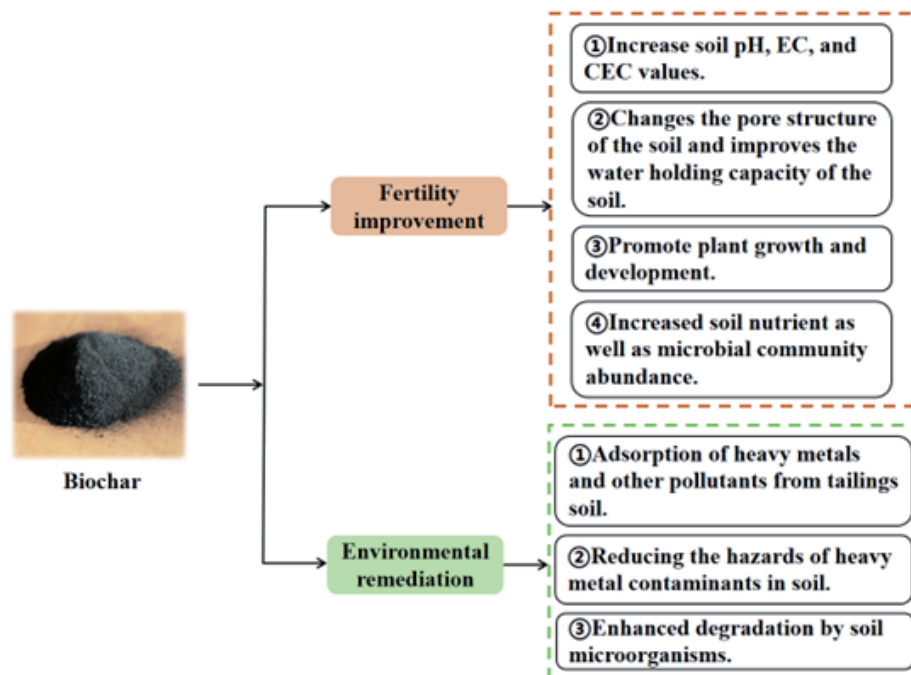 ①Increase soil pH, EC, and
CEC values.
②Changes the pore structure
of the soil and improves the
water holding capacity of the
soil.
Fertility
improvement
③Promote plant growth and
development.
④Increased soil nutrient as
well as microbial community
abundance.
Biochar
①Adsorption of heavy metals
and other pollutants from tailings
soil.
Environmental
remediation
②Reducing the hazards of heavy
metal contaminants in soil.
③Enhanced degradation by soil
microorganisms.